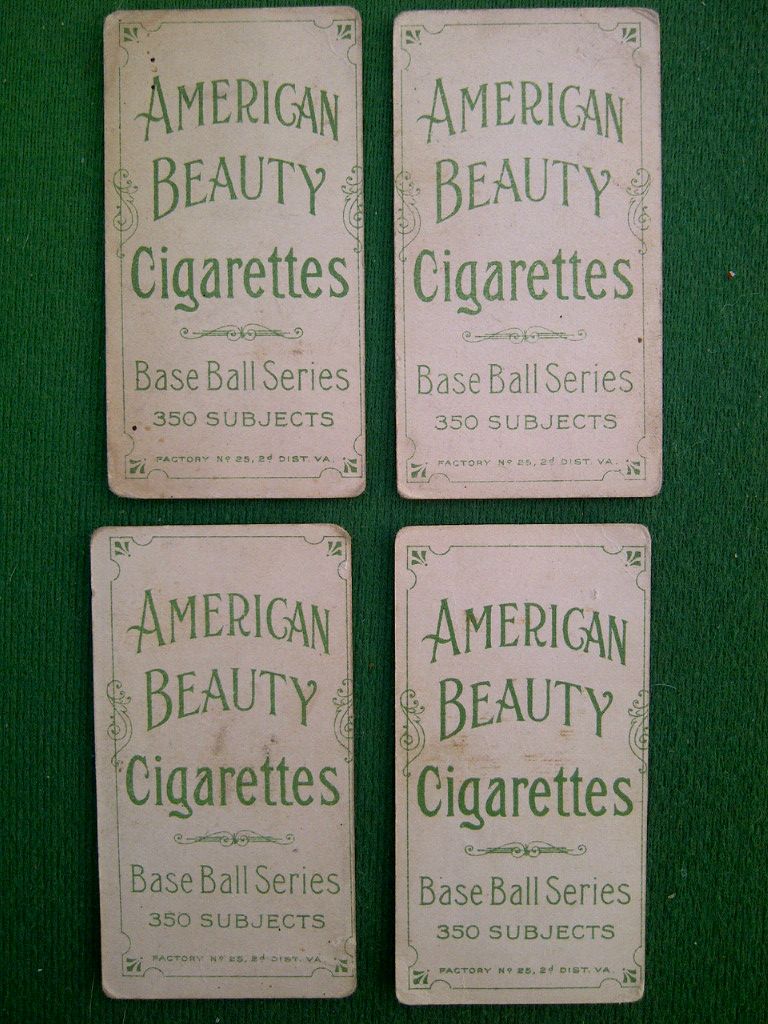 AMERICAN
BEAUTY
Cigarettes
Base Ball Series
350 SUBJECTS
FACTORY Nº 25, 2d DIST. VA.
AMERICAN
BEAUTY
Cigarettes
Base Ball Series
350 SUBJECTS
FACTORY Nº 25, 2d DIST. VA.
AMERICAN
BEAUTY
Cigarettes
Base Ball Series
350 SUBJECTS
FACTORY Nº 25, 2d DIST. VA.
AMERICAN
BEAUTY
Cigarettes
Base Ball Series
350 SUBJECTS
FACTORY Nº 25, 2d DIST. VA.